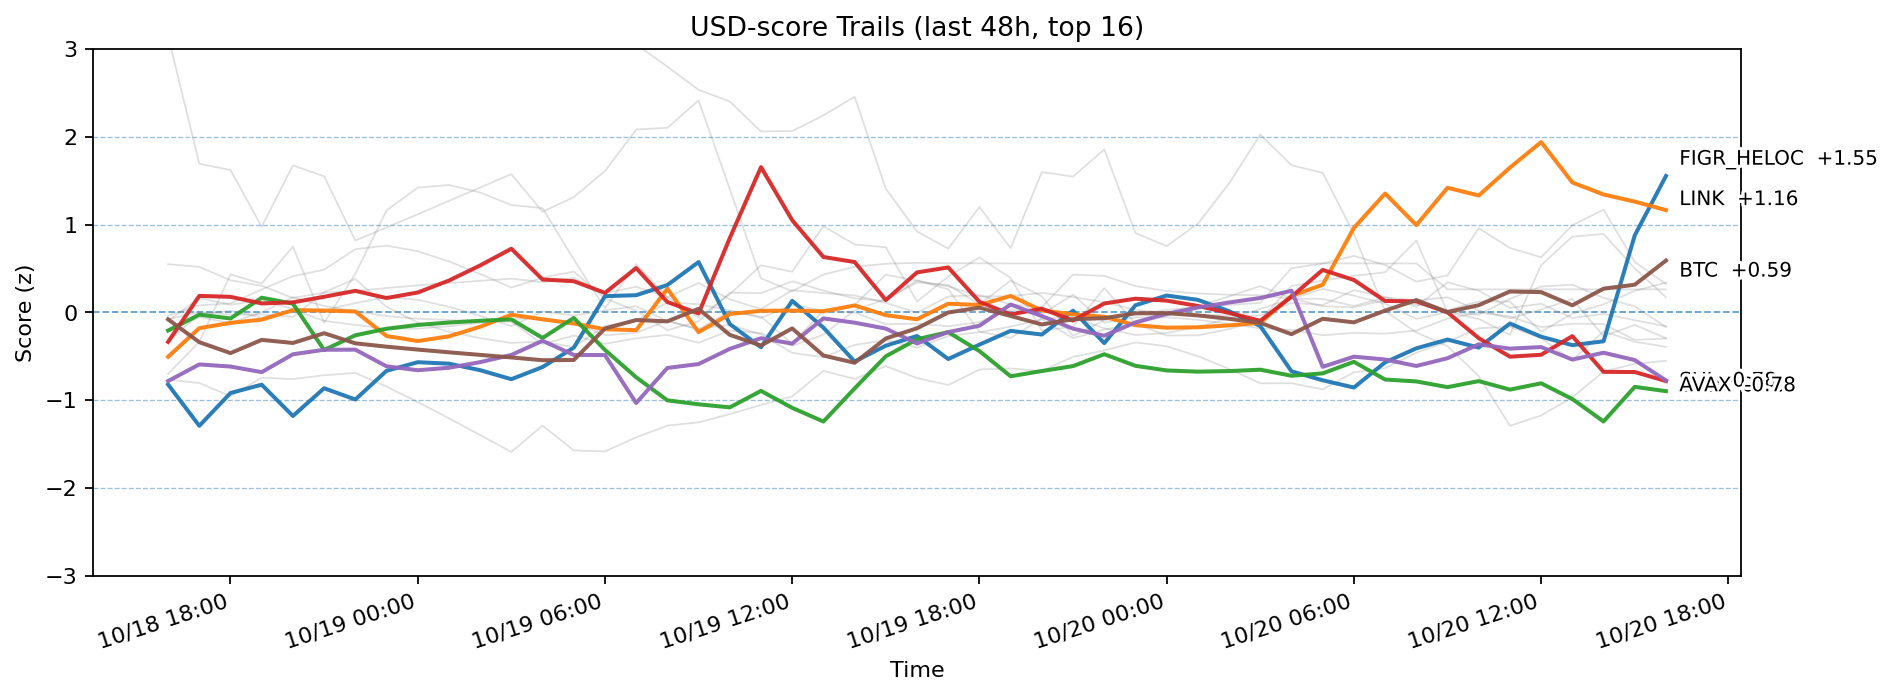 USD-score Trails (last 48h, top 16)
Score (z)
3
2
1
0
−1
−2
−3
FIGR_HELOC +1.55
LINK +1.16
BTC +0.59
AVAX -0.78
10/18 18:00
10/19 00:00
10/19 06:00
10/19 12:00
10/19 18:00
10/20 00:00
10/20 06:00
10/20 12:00
10/20 18:00
Time